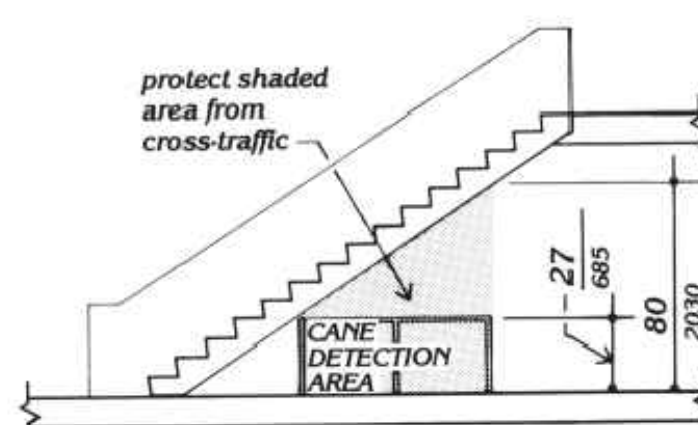 protect shaded
area from
cross-traffic
CANE
DETECTION
AREA
27
685
80
2030